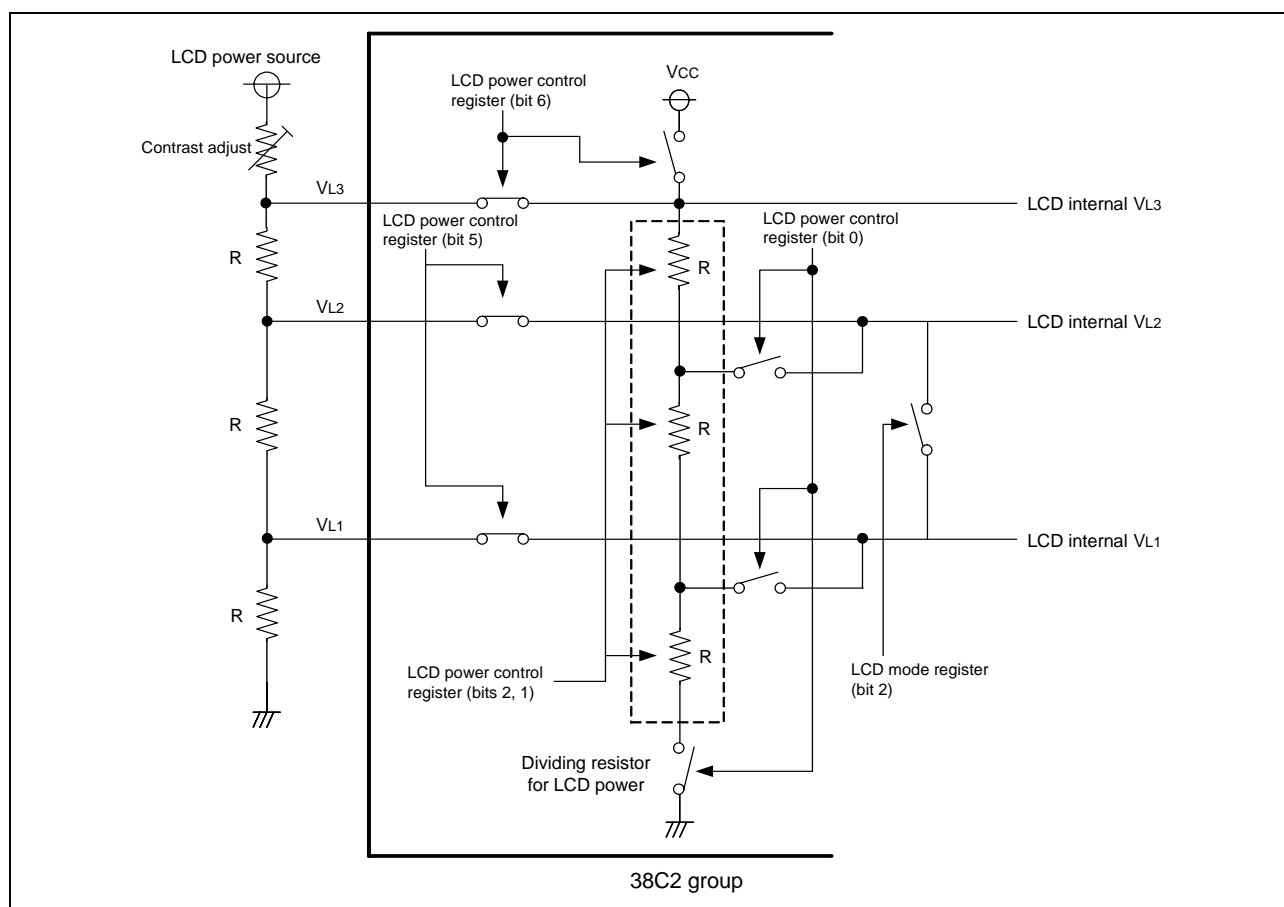 LCD power source
VCC
LCD power control
register (bit 6)
Contrast adjust
VL3
LCD internal VL3
LCD power control
register (bit 5)
LCD power control
register (bit 0)
R
R
VL2
LCD internal VL2
R
R
VL1
LCD internal VL1
R
R
LCD power control
register (bits 2, 1)
LCD mode register
(bit 2)
Dividing resistor
for LCD power
38C2 group